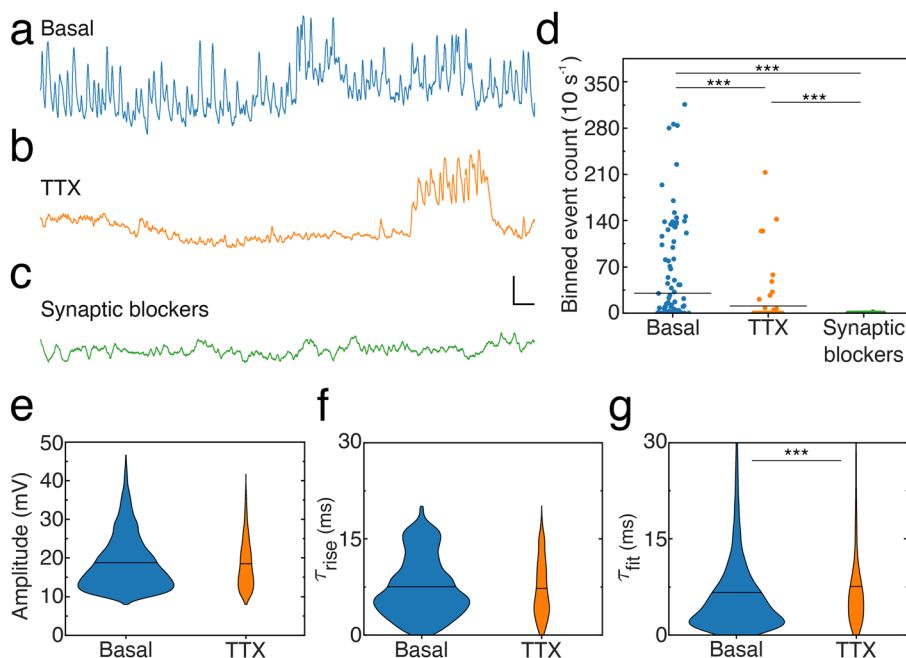 a
Basal
b
TTX
c
Synaptic blockers
d
Binned event count (10 s⁻¹)
350
280
210
140
70
0
***
***
***
Basal
TTX
Synaptic
blockers
e
Amplitude (mV)
50
40
30
20
10
0
Basal
TTX
f
τrise (ms)
30
15
0
Basal
TTX
g
τfit (ms)
30
15
0
***
Basal
TTX